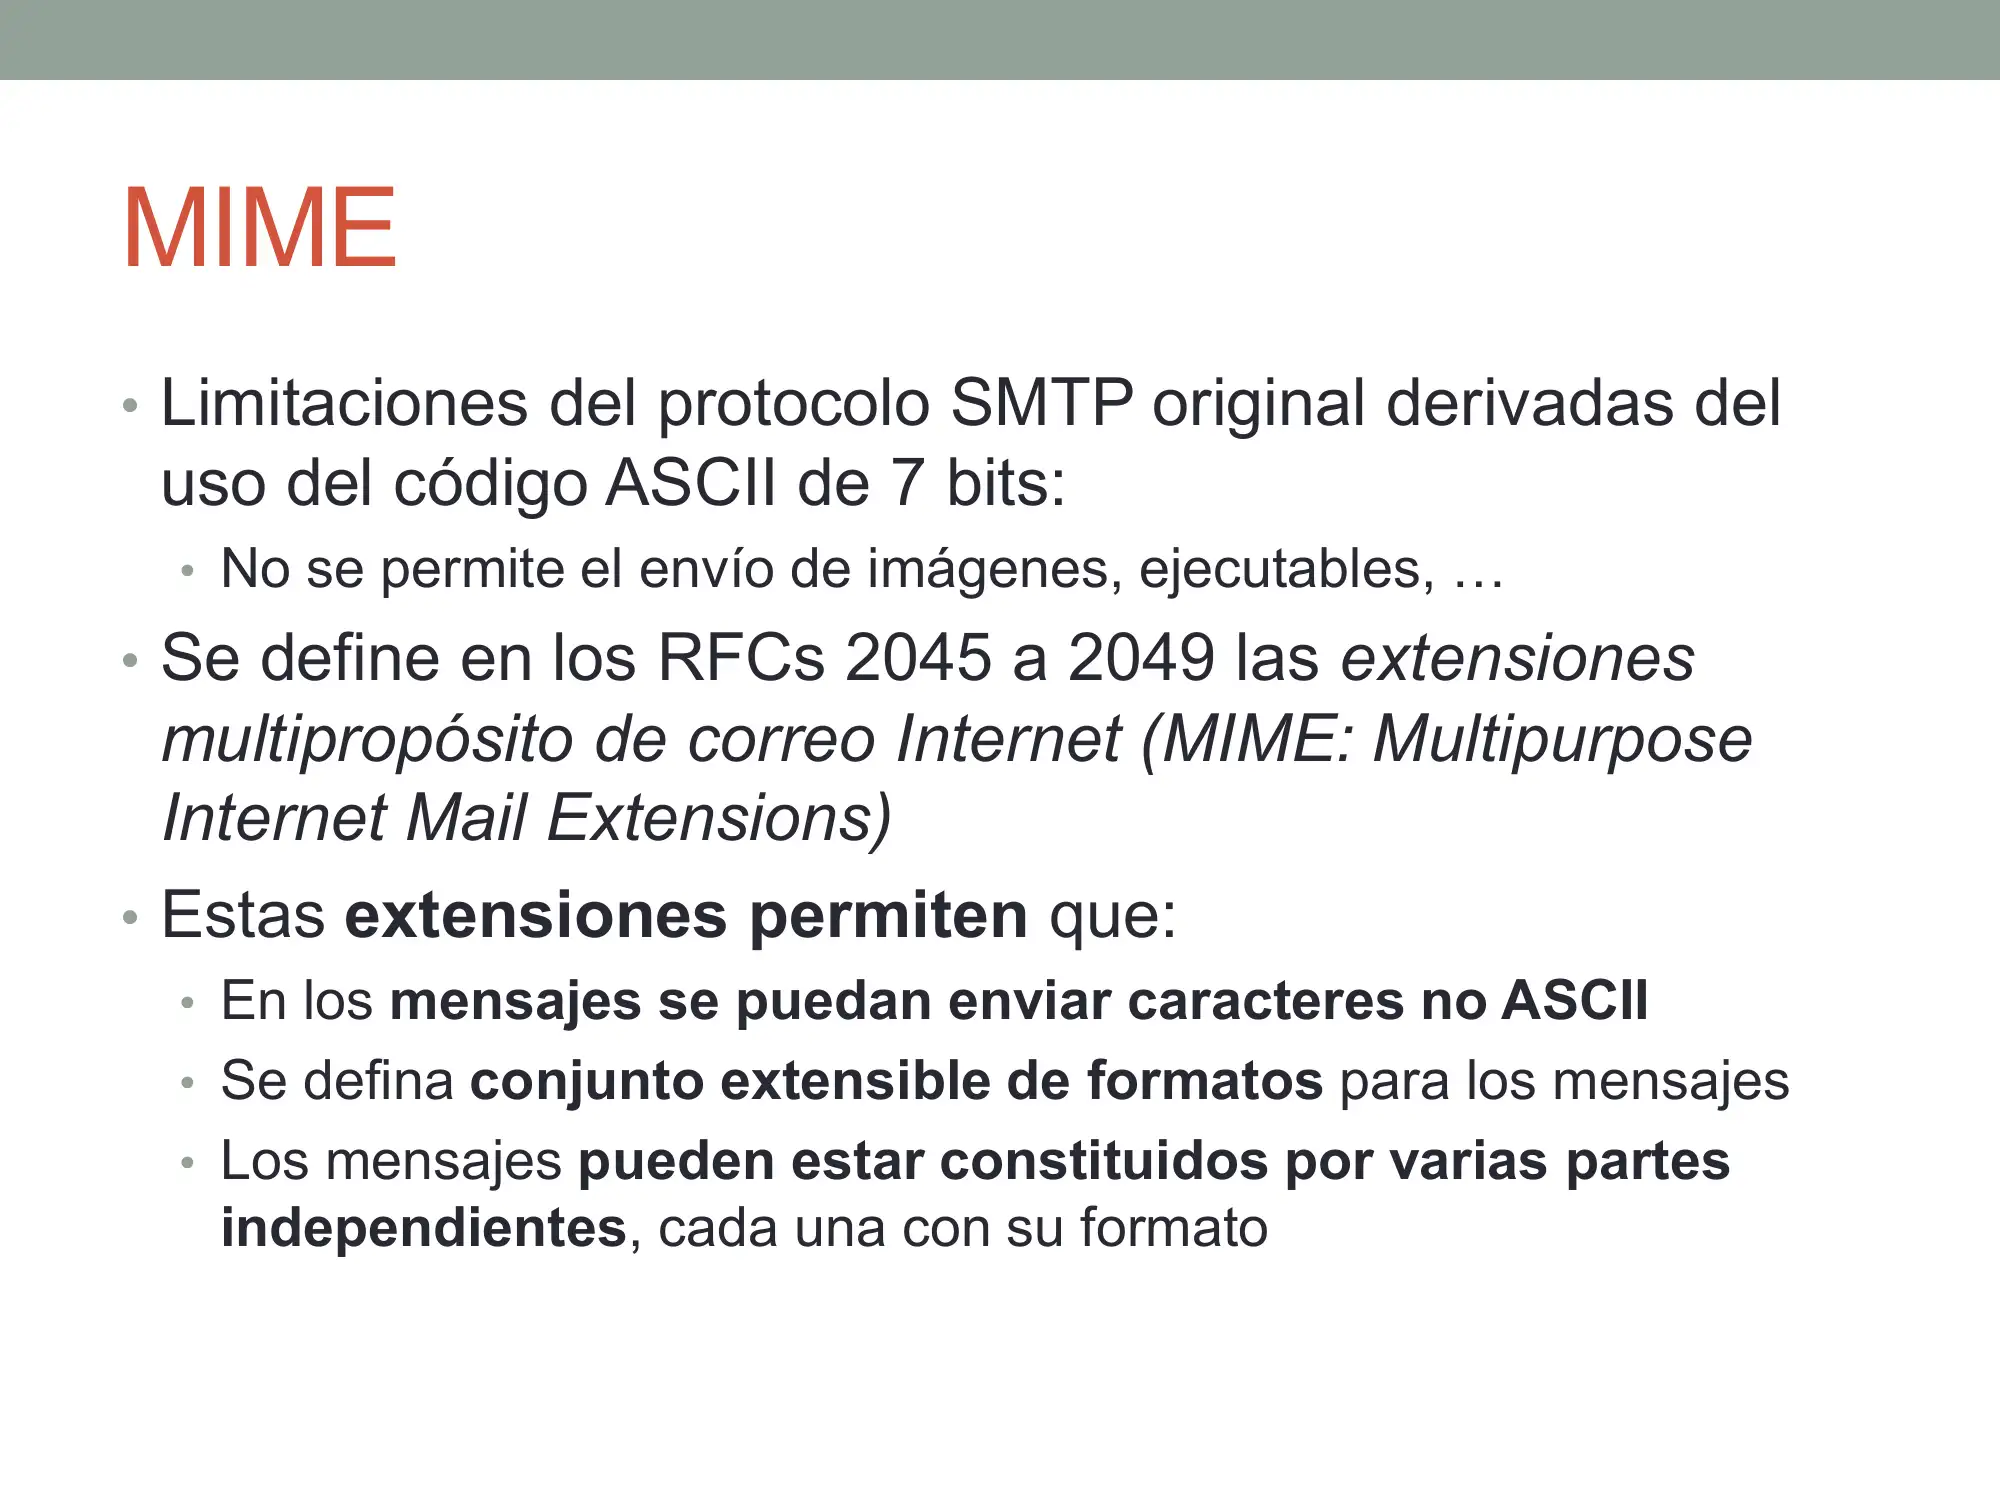 MIME
• Limitaciones del protocolo SMTP original derivadas del
uso del código ASCII de 7 bits:
• No se permite el envío de imágenes, ejecutables, …
• Se define en los RFCs 2045 a 2049 las extensiones
multipropósito de correo Internet (MIME: Multipurpose
Internet Mail Extensions)
• Estas extensiones permiten que:
• En los mensajes se puedan enviar caracteres no ASCII
• Se defina conjunto extensible de formatos para los mensajes
• Los mensajes pueden estar constituidos por varias partes
independientes, cada una con su formato